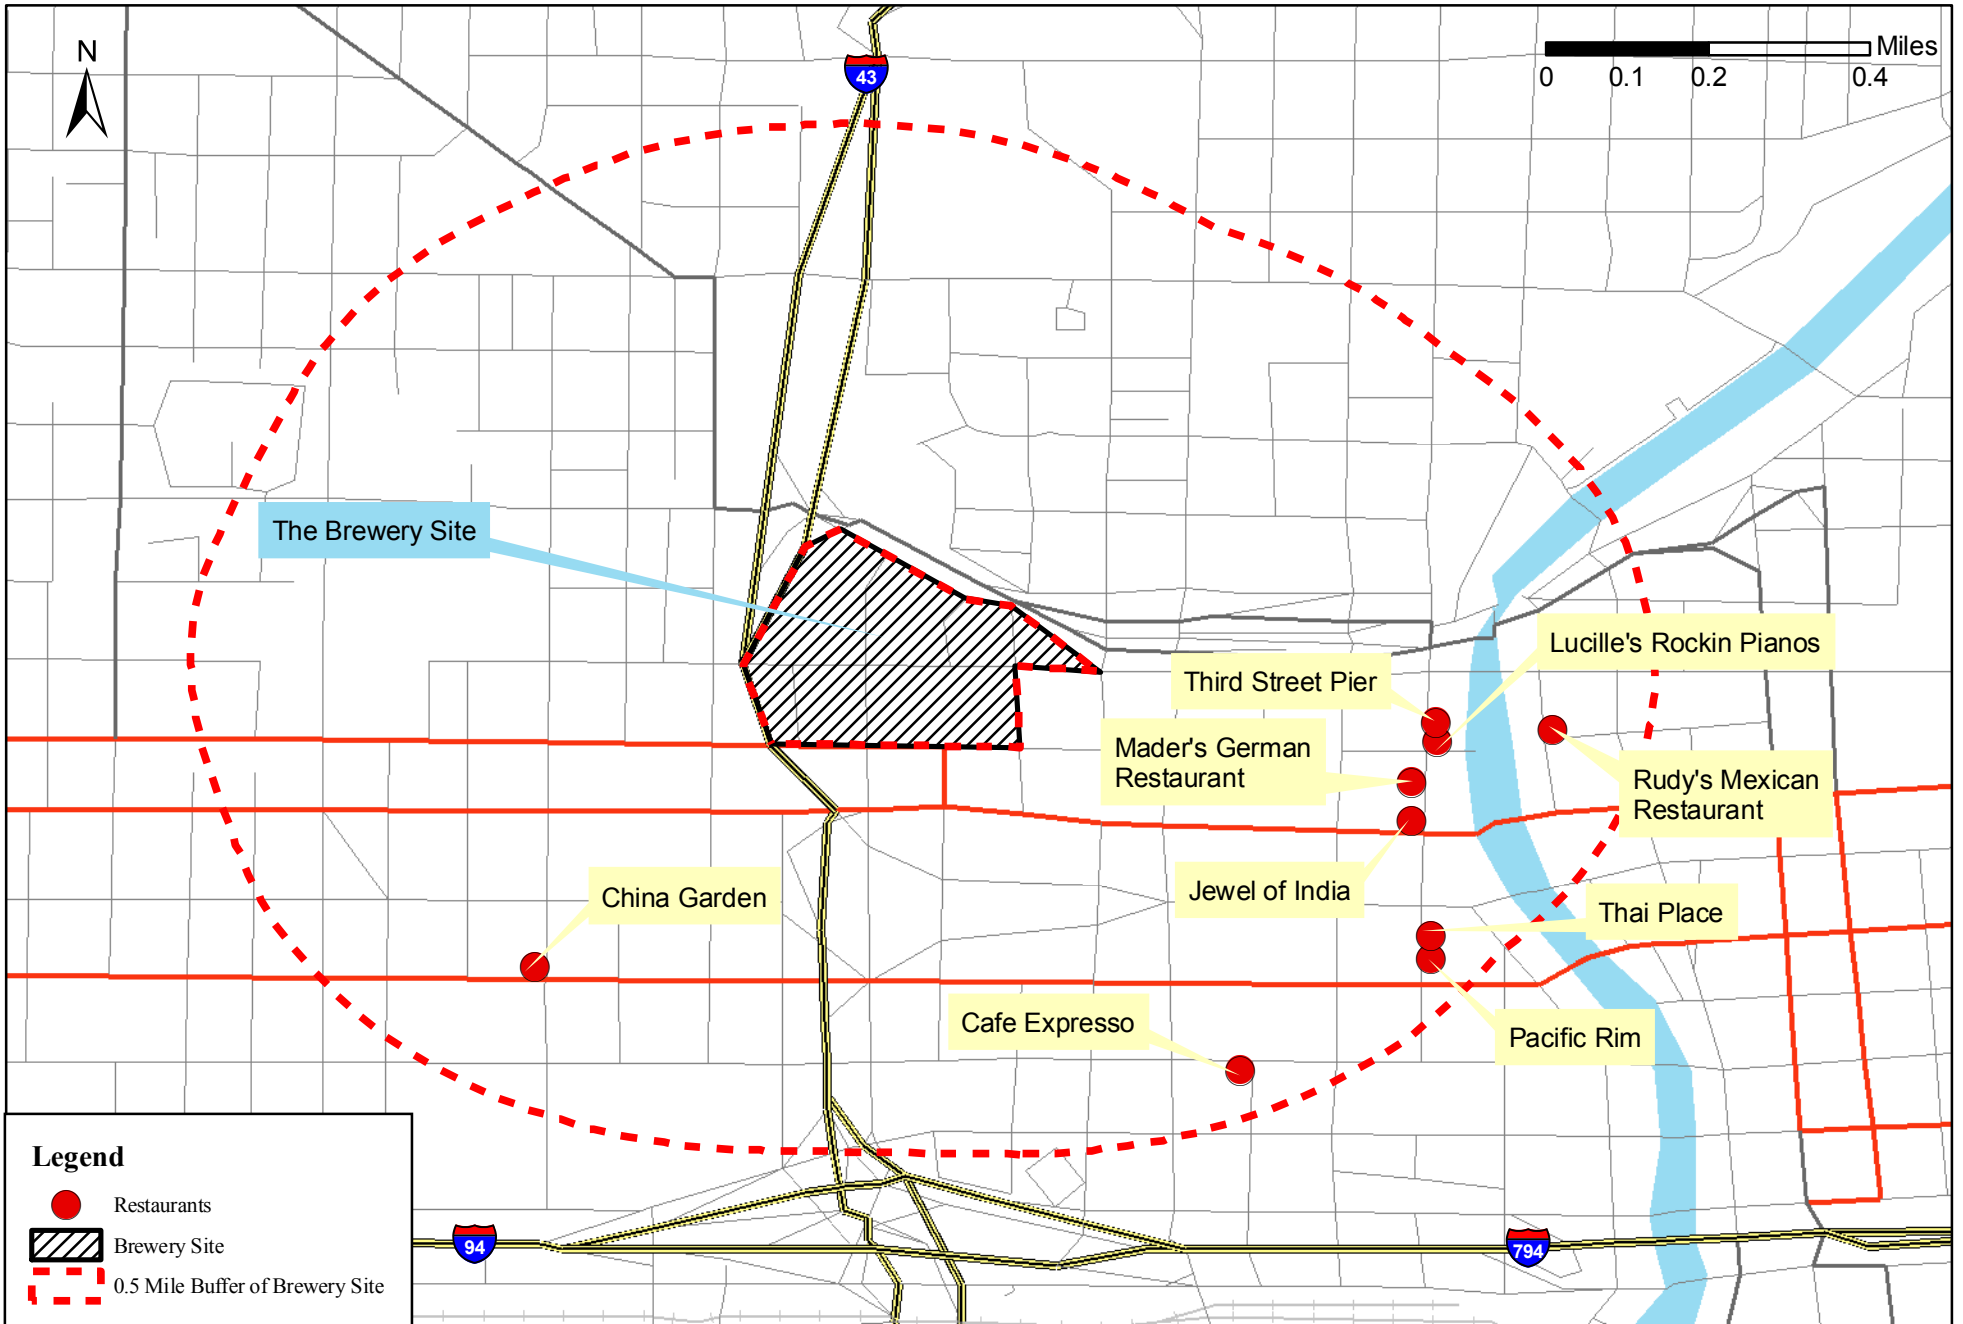 N
43
Miles
0 0.1 0.2 0.4
The Brewery Site
Lucille's Rockin Pianos
Third Street Pier
Mader's German
Restaurant
Rudy's Mexican
Restaurant
Jewel of India
China Garden
Thai Place
Cafe Expresso
Pacific Rim
Legend
Restaurants
Brewery Site
0.5 Mile Buffer of Brewery Site
94
794